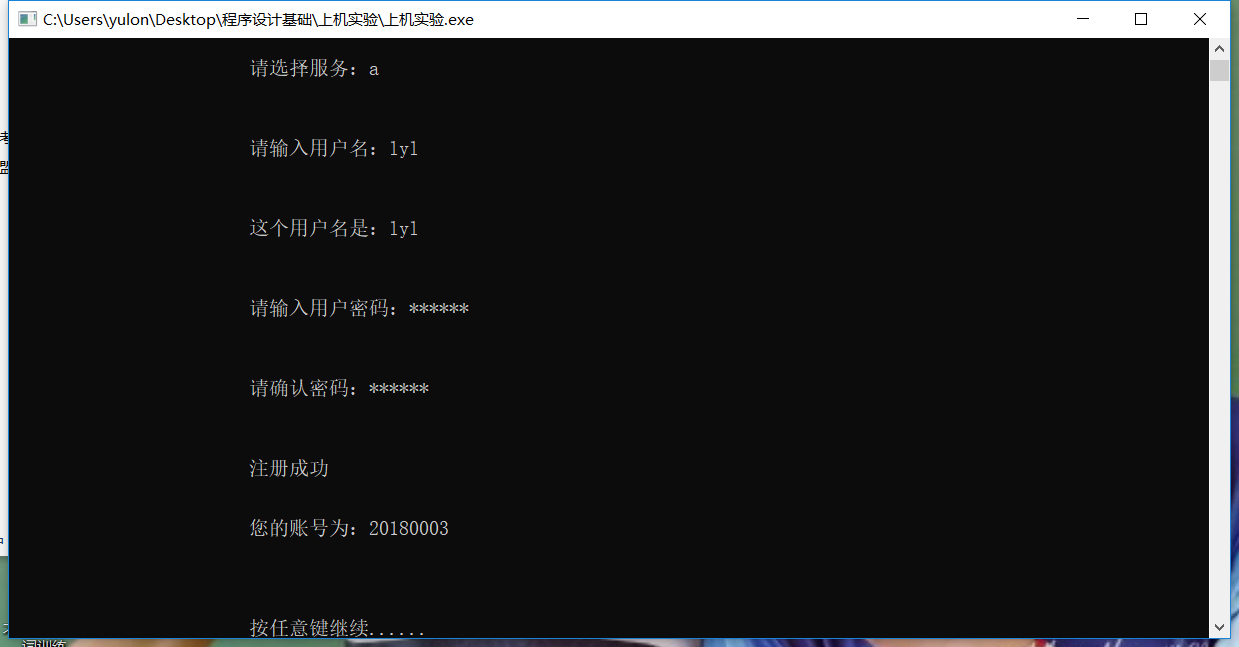 C:\Users\yulon\Desktop\程序设计基础\上机实验\上机实验.exe
请选择服务：a
请输入用户名：lyl
这个用户名是：lyl
请输入用户密码：******
请确认密码：******
注册成功
您的账号为：20180003
按任意键继续......